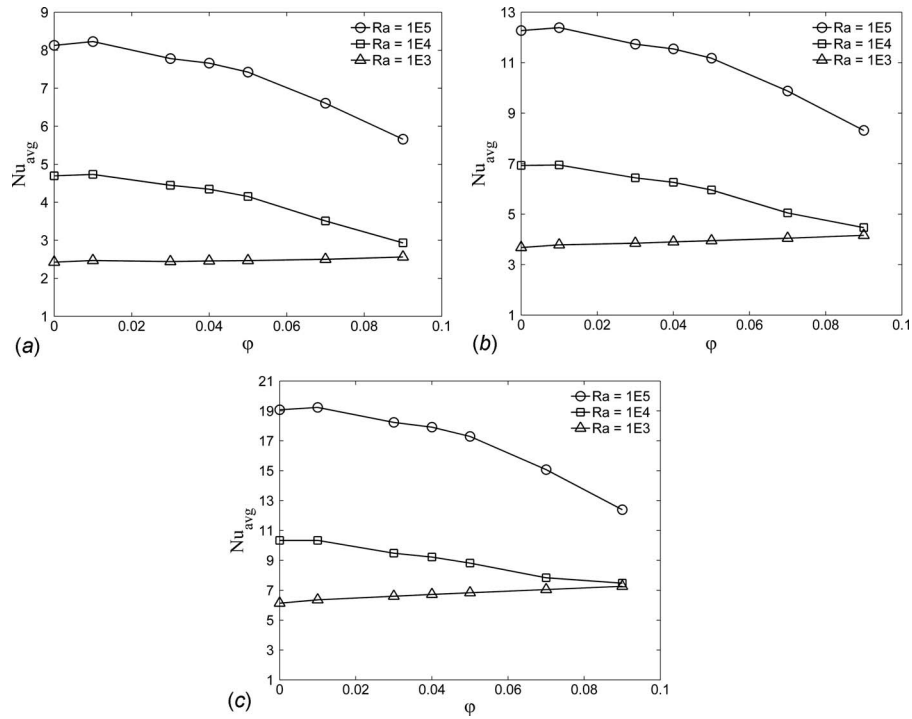 9
8
7
6
5
4
3
2
1
Nu_avg
Ra = 1E5
Ra = 1E4
Ra = 1E3
0
0.02
0.04
0.06
0.08
0.1
(a)
φ
13
11
9
7
5
3
1
Nu_avg
Ra = 1E5
Ra = 1E4
Ra = 1E3
0
0.02
0.04
0.06
0.08
0.1
(b)
φ
21
19
17
15
13
11
9
7
5
3
1
Nu_avg
Ra = 1E5
Ra = 1E4
Ra = 1E3
0
0.02
0.04
0.06
0.08
0.1
(c)
φ